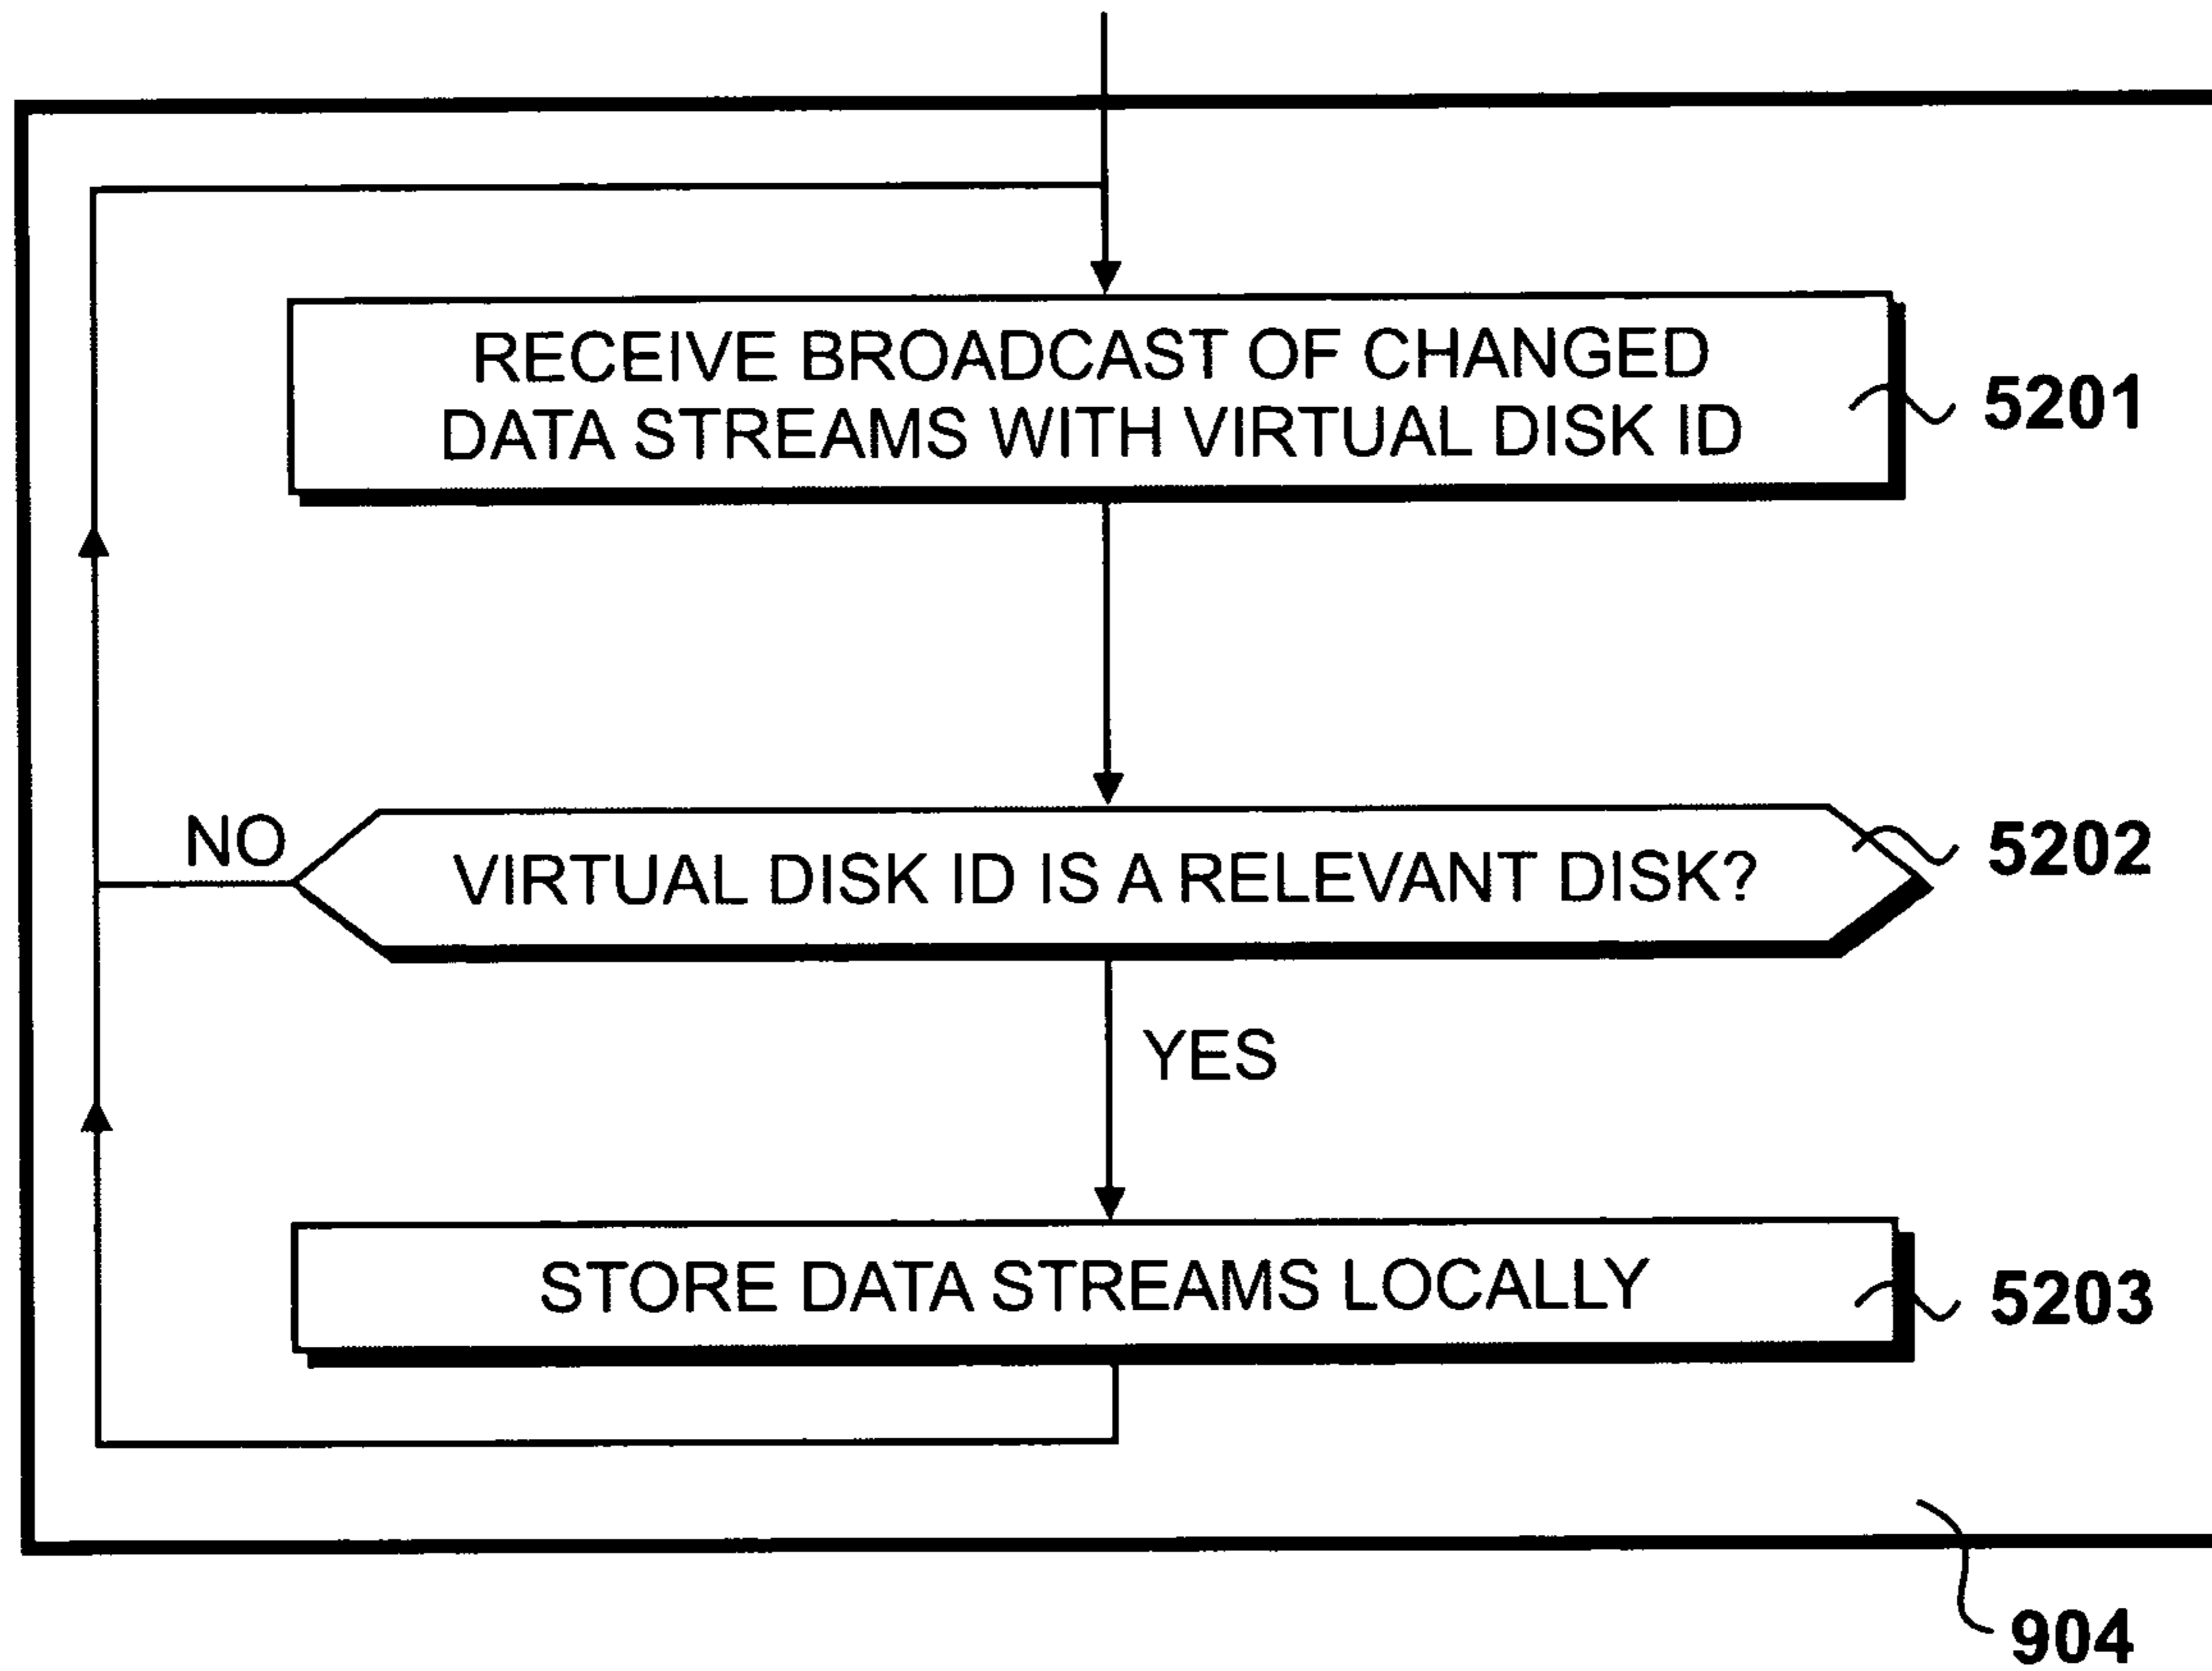 RECEIVE BROADCAST OF CHANGED
DATA STREAMS WITH VIRTUAL DISK ID
5201
NO
VIRTUAL DISK ID IS A RELEVANT DISK?
5202
YES
STORE DATA STREAMS LOCALLY
5203
904